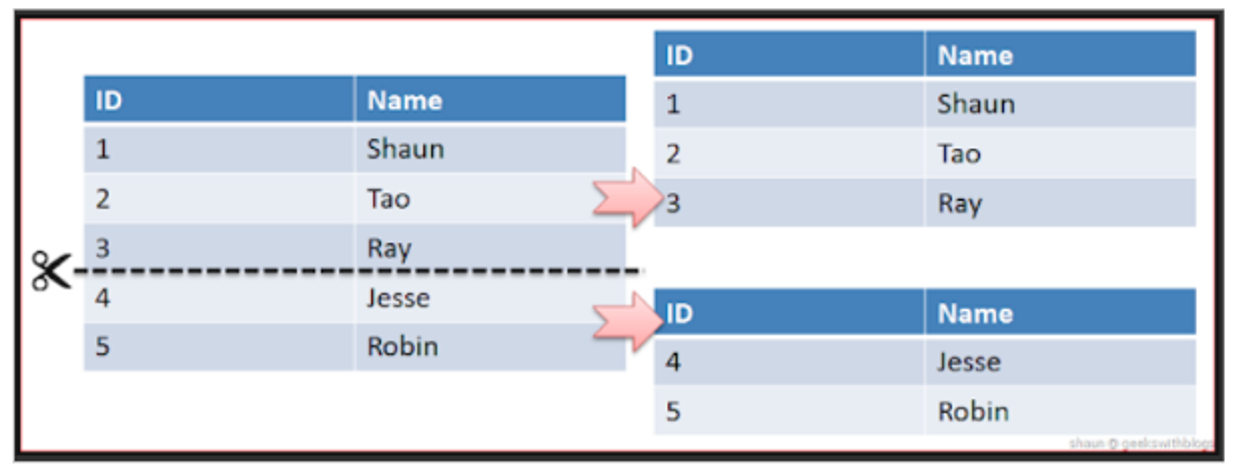 ID Name
1 Shaun
2 Tao
3 Ray
4 Jesse
5 Robin
ID Name
1 Shaun
2 Tao
3 Ray
ID Name
4 Jesse
5 Robin
shaun @ geekswithblogs